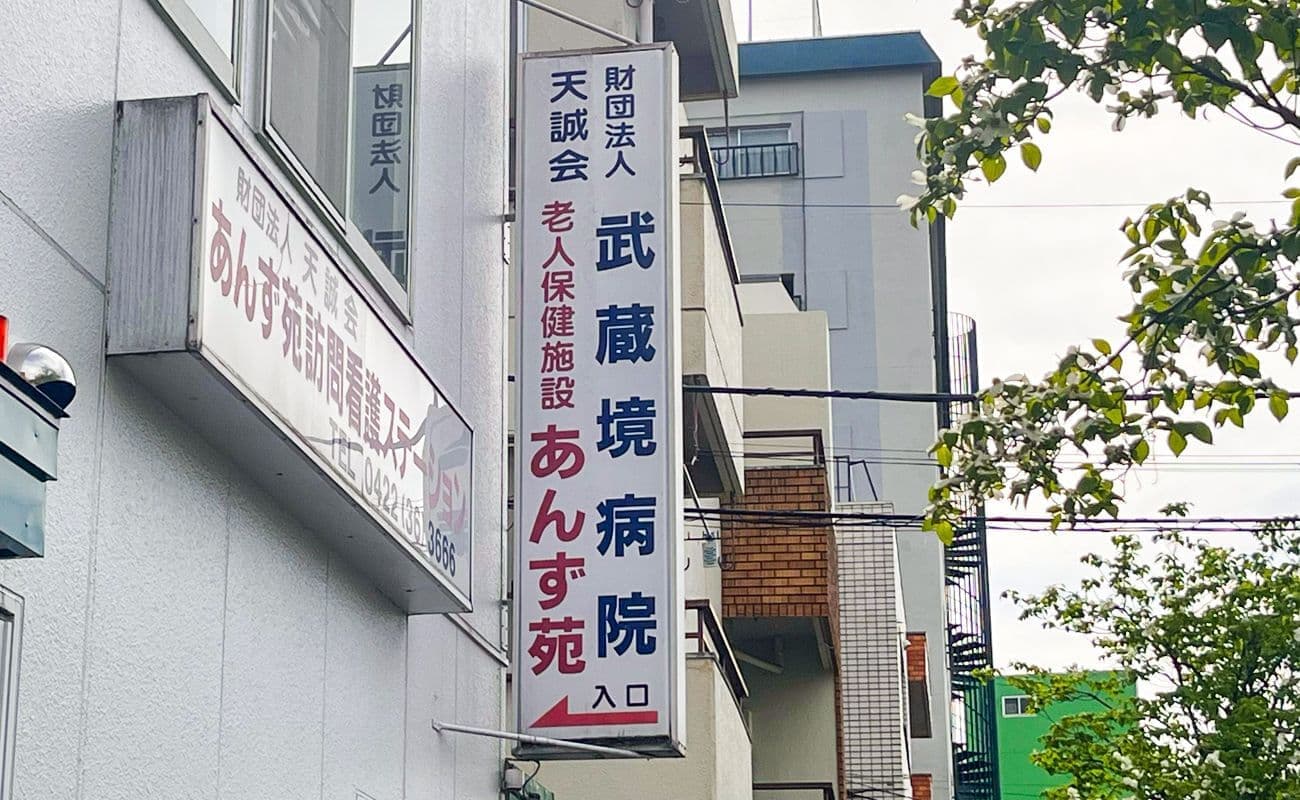 財団法人
天誠会
武蔵境病院
老人保健施設
あんず苑
入口
財団法人 天誠会
あんず苑訪問看護ステーション
TEL 0422(36)3666
財団法人